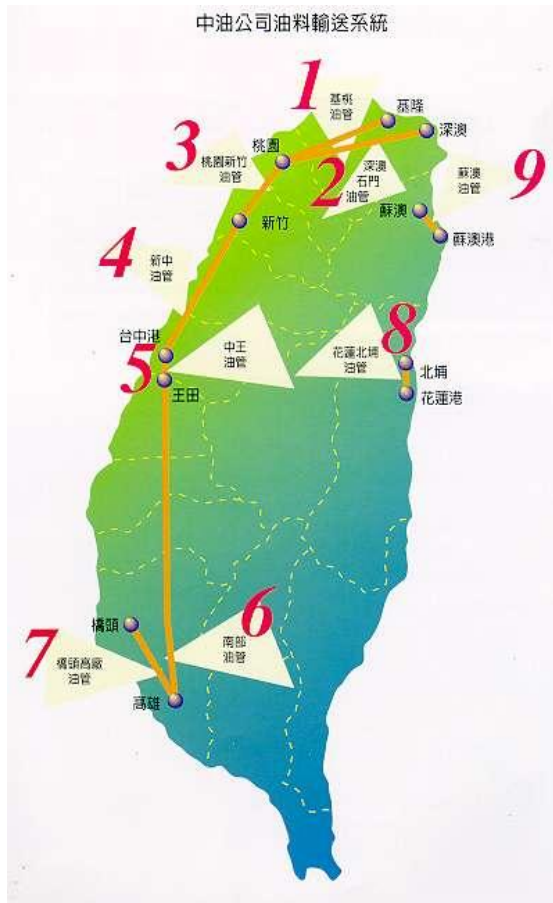 中油公司油料輸送系統
1
基桃
油管
基隆
深澳
桃園
3
桃園新竹
油管
2
深澳
石門
油管
蘇澳
油管
9
蘇澳
蘇澳港
新竹
4
新中
油管
台中港
5
中王
油管
王田
8
花蓮北埔
油管
北埔
花蓮港
橋頭
6
南部
油管
7
橋頭高廠
油管
高雄